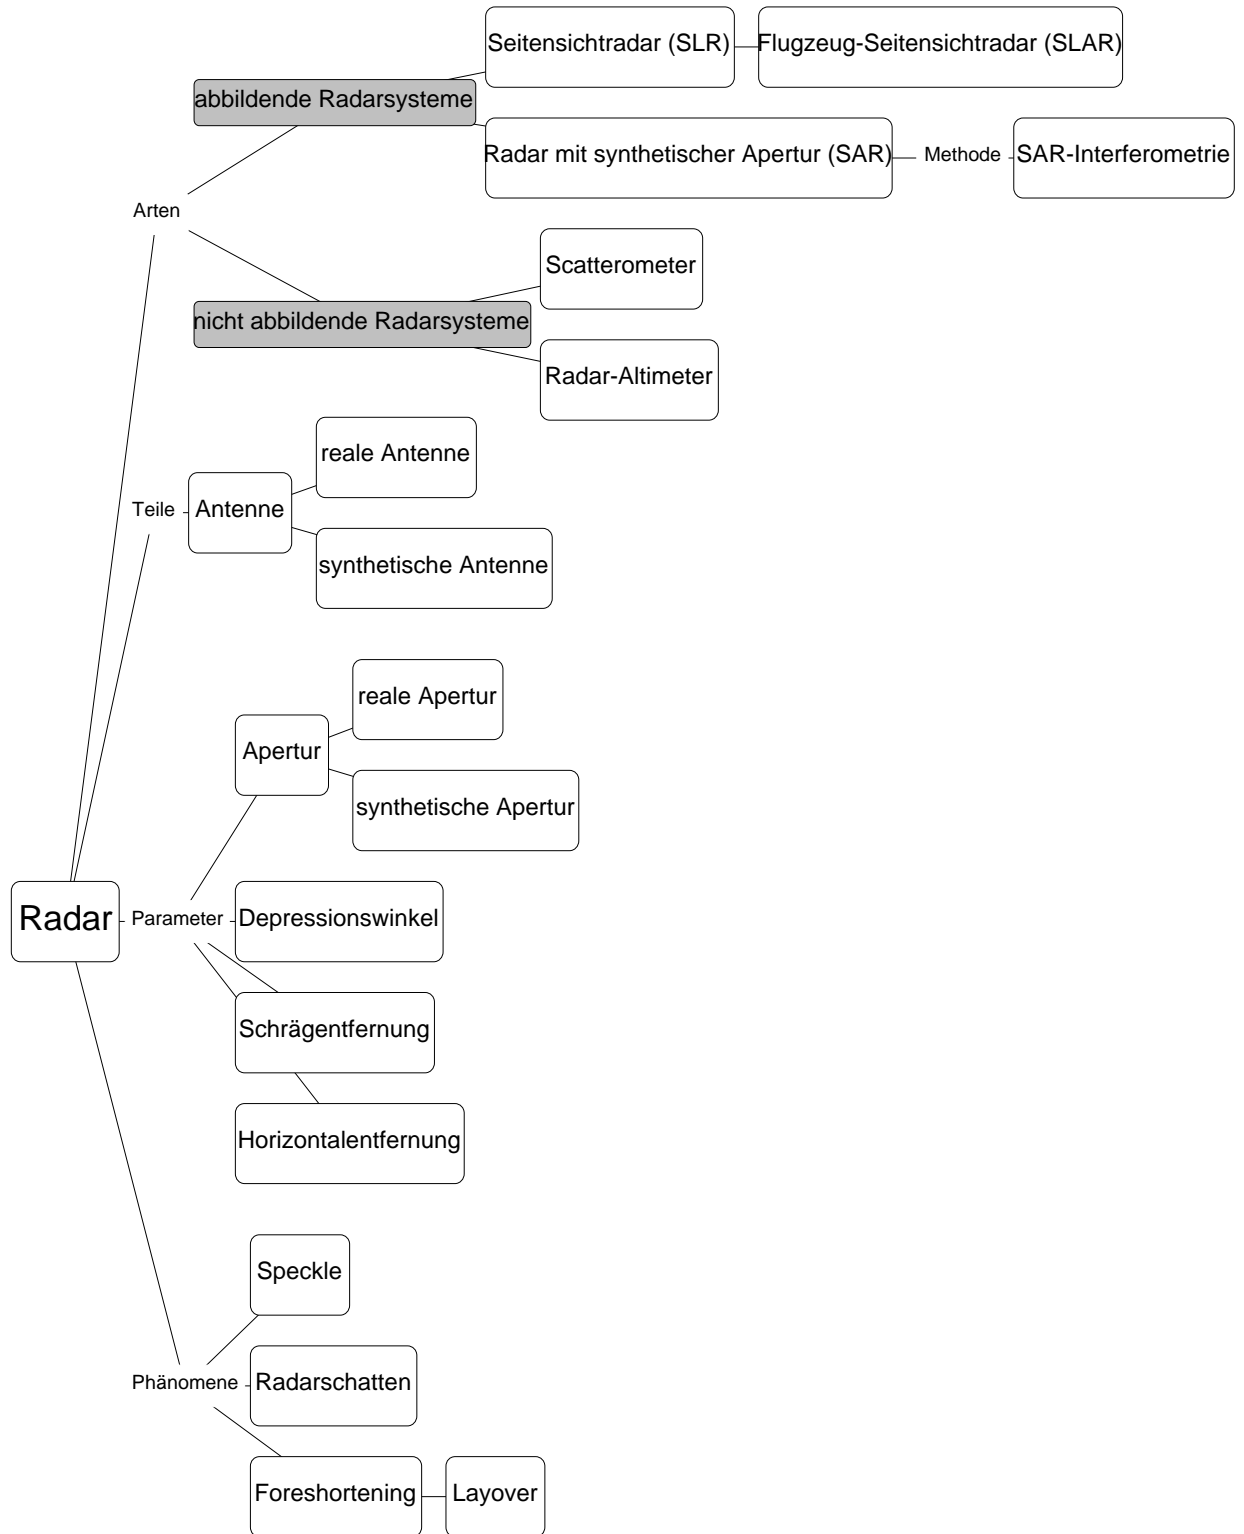 Seitensichtradar (SLR)
Flugzeug-Seitensichtradar (SLAR)
abbildende Radarsysteme
Radar mit synthetischer Apertur (SAR)
Methode
SAR-Interferometrie
Arten
Scatterometer
nicht abbildende Radarsysteme
Radar-Altimeter
reale Antenne
Teile
Antenne
synthetische Antenne
reale Apertur
Apertur
synthetische Apertur
Radar
Parameter
Depressionswinkel
Schrägentfernung
Horizontalentfernung
Speckle
Phänomene
Radarschatten
Foreshortening
Layover